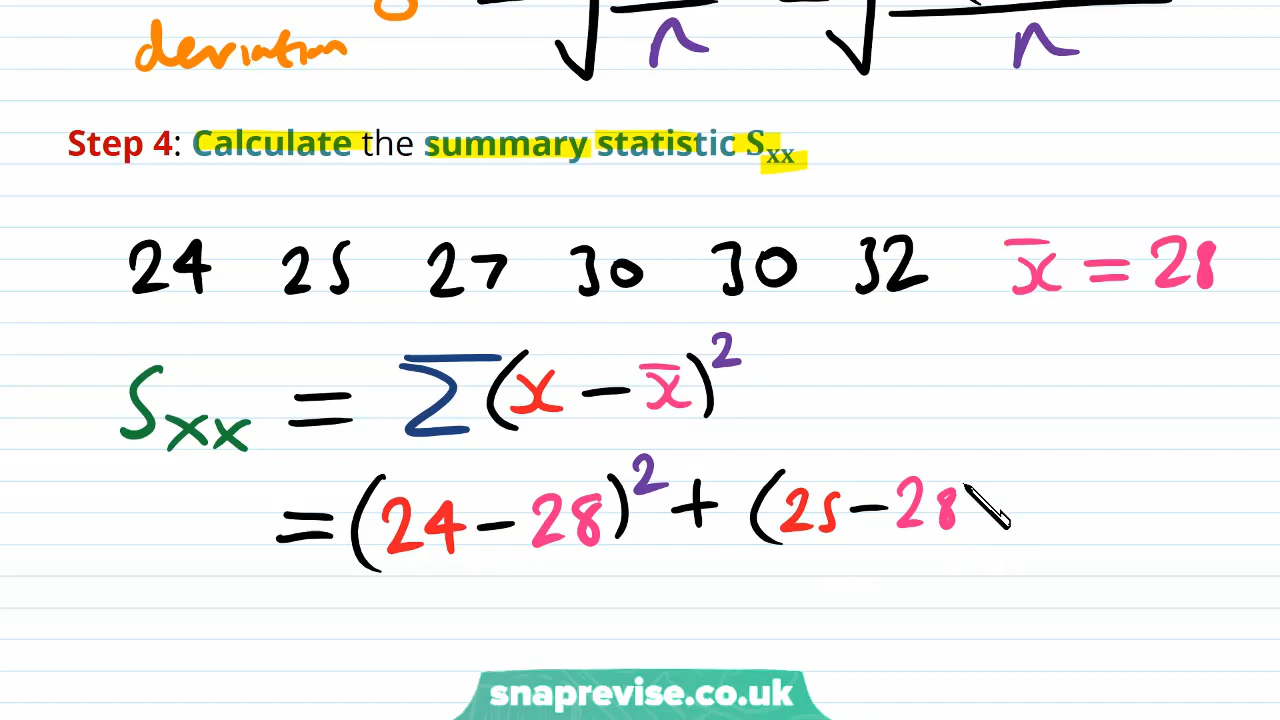 deviation σ = √ / n = √ / n
Step 4: Calculate the summary statistic Sxx
24 25 27 30 30 32 x̄ = 28
Sxx = Σ(x − x̄)²
= (24 − 28)² + (25 − 28
snaprevise.co.uk